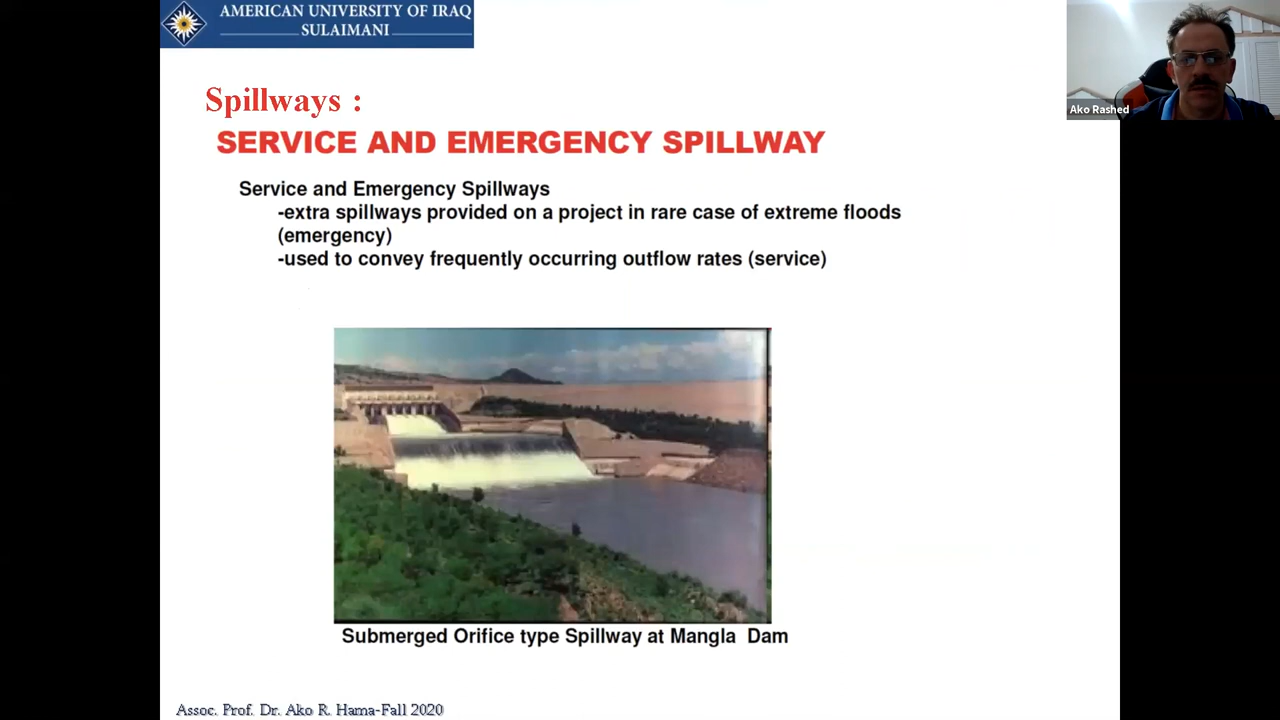 AMERICAN UNIVERSITY OF IRAQ
SULAIMANI
Ako Rashed
Spillways :
SERVICE AND EMERGENCY SPILLWAY
Service and Emergency Spillways
-extra spillways provided on a project in rare case of extreme floods
(emergency)
-used to convey frequently occurring outflow rates (service)
Submerged Orifice type Spillway at Mangla Dam
Assoc. Prof. Dr. Ako R. Hama-Fall 2020